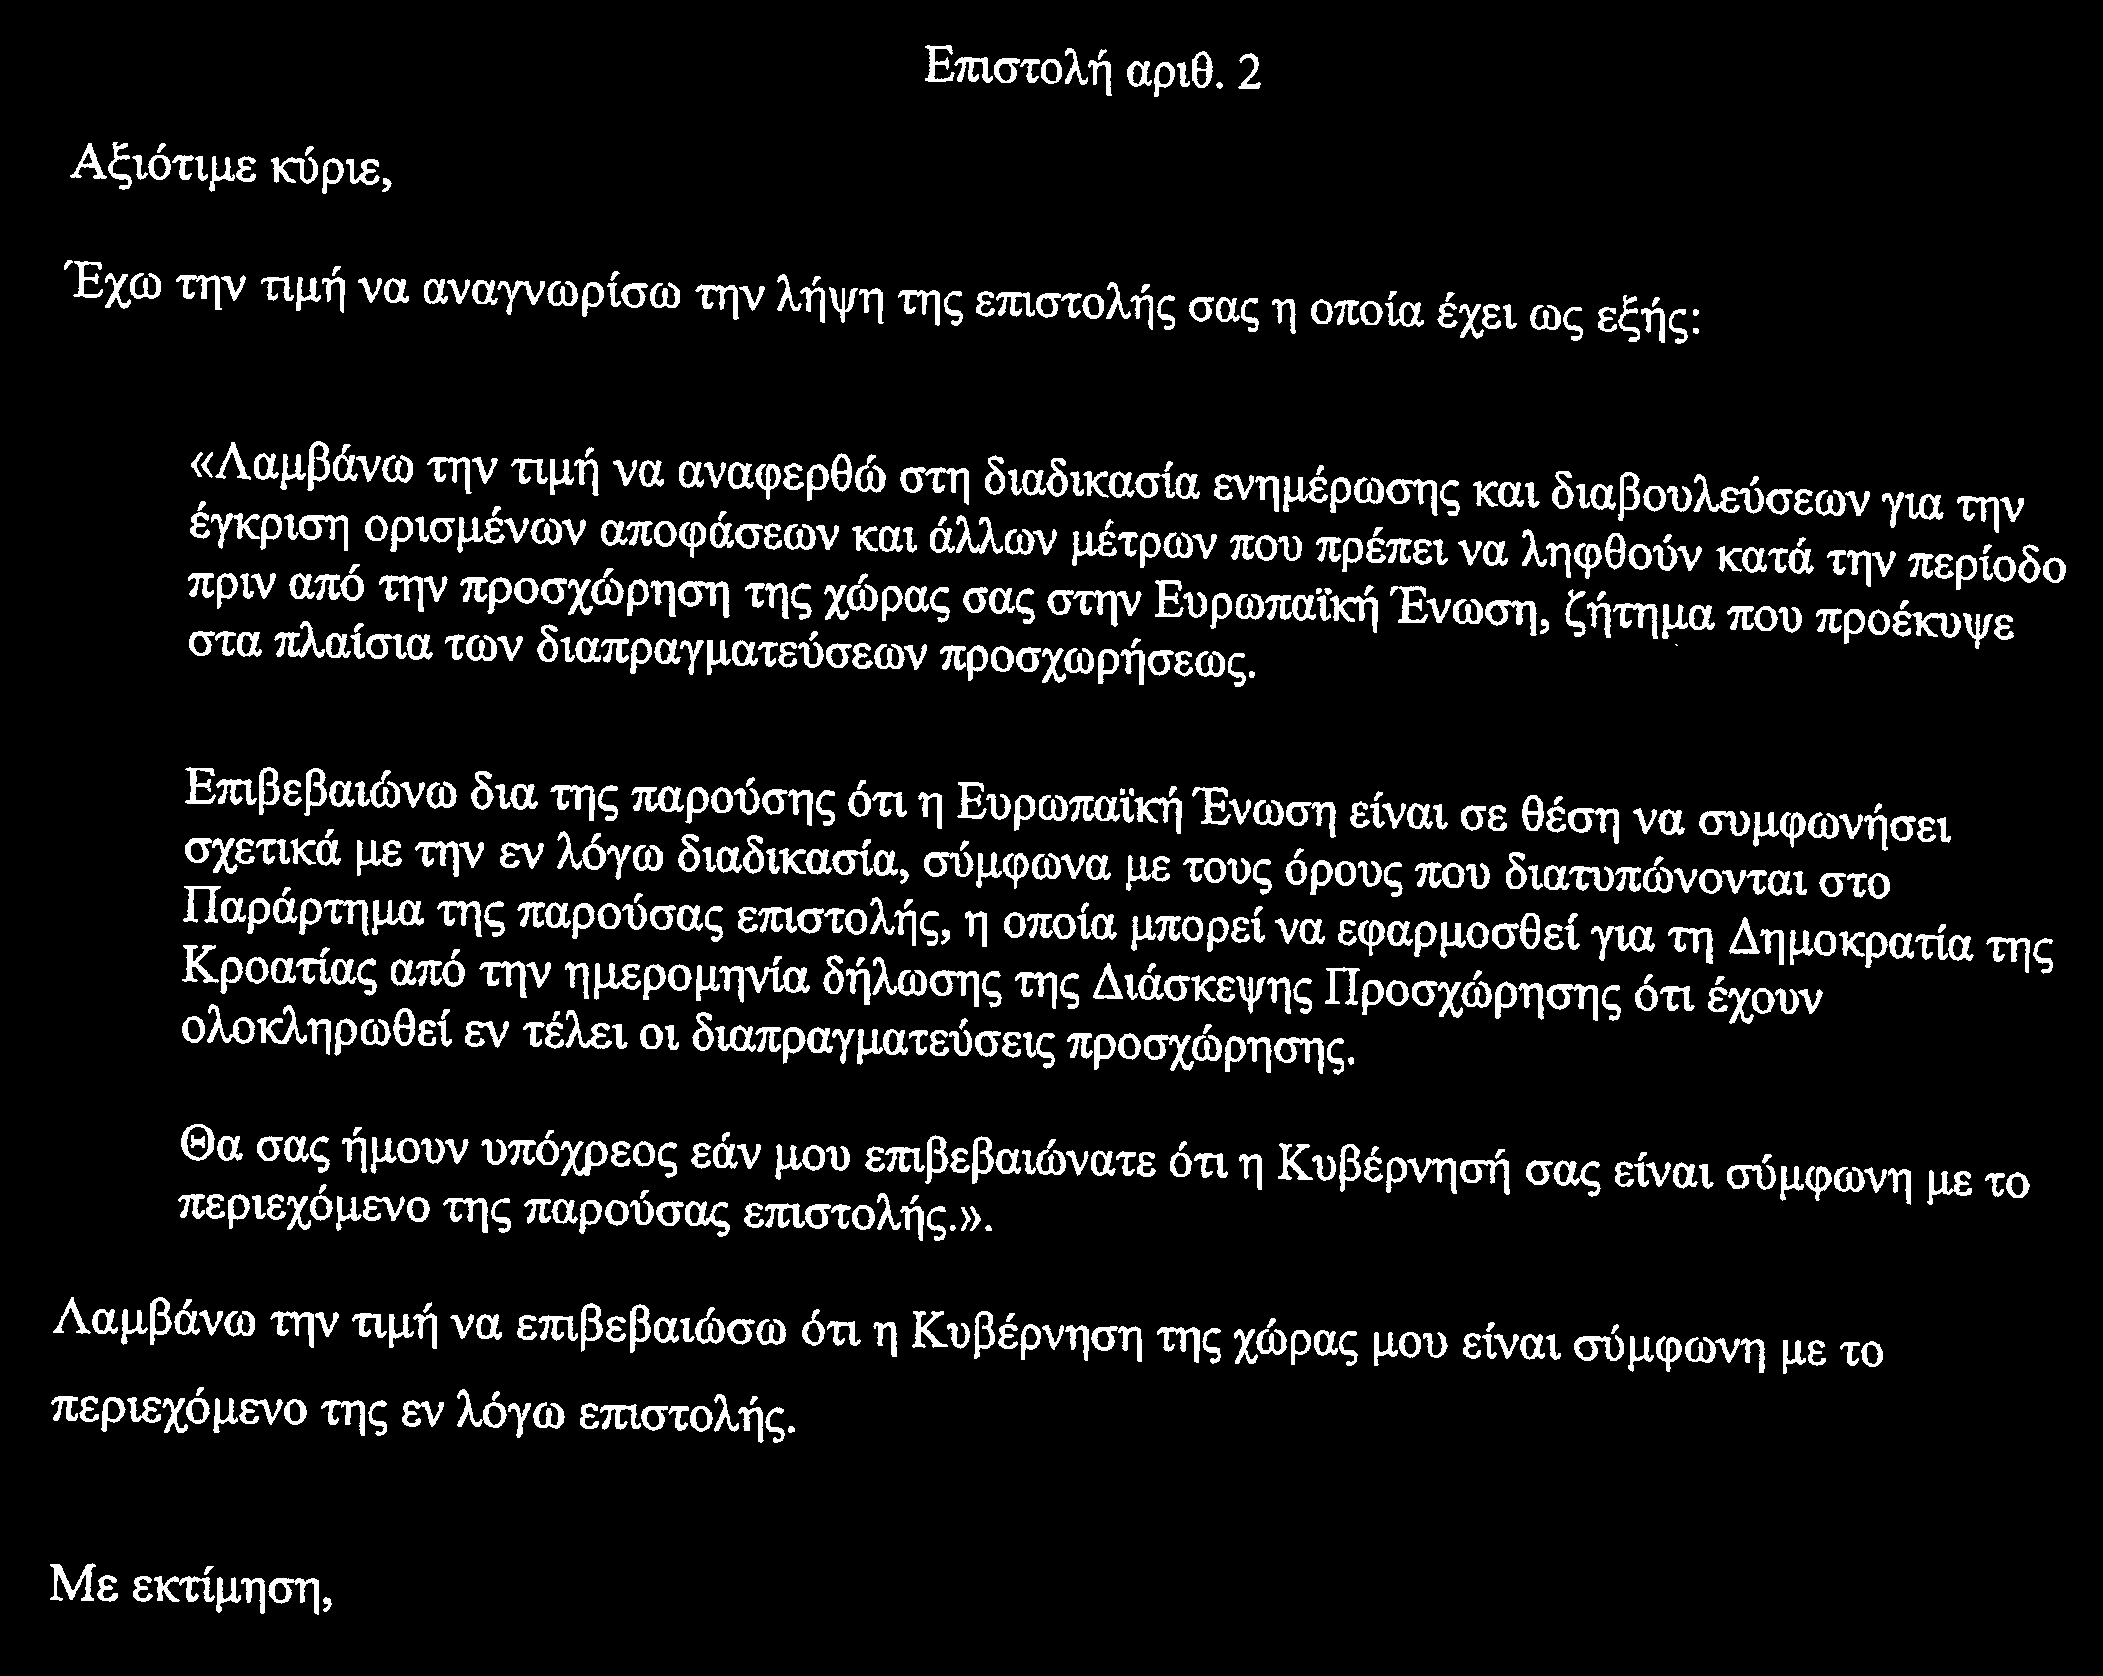 Επιστολή αριθ. 2
Αξιότιμε κύριε,
Έχω την τιμή να αναγνωρίσω την λήψη της επιστολής σας η οποία έχει ως εξής:
«Λαμβάνω την τιμή να αναφερθώ στη διαδικασία ενημέρωσης και διαβουλεύσεων για την
έγκριση ορισμένων αποφάσεων και άλλων μέτρων που πρέπει να ληφθούν κατά την περίοδο
πριν από την προσχώρηση της χώρας σας στην Ευρωπαϊκή Ένωση, ζήτημα που προέκυψε
στα πλαίσια των διαπραγματεύσεων προσχωρήσεως.
Επιβεβαιώνω δια της παρούσης ότι η Ευρωπαϊκή Ένωση είναι σε θέση να συμφωνήσει
σχετικά με την εν λόγω διαδικασία, σύμφωνα με τους όρους που διατυπώνονται στο
Παράρτημα της παρούσας επιστολής, η οποία μπορεί να εφαρμοσθεί για τη Δημοκρατία της
Κροατίας από την ημερομηνία δήλωσης της Διάσκεψης Προσχώρησης ότι έχουν
ολοκληρωθεί εν τέλει οι διαπραγματεύσεις προσχώρησης.
Θα σας ήμουν υπόχρεος εάν μου επιβεβαιώνατε ότι η Κυβέρνησή σας είναι σύμφωνη με το
περιεχόμενο της παρούσας επιστολής.».
Λαμβάνω την τιμή να επιβεβαιώσω ότι η Κυβέρνηση της χώρας μου είναι σύμφωνη με το
περιεχόμενο της εν λόγω επιστολής.
Με εκτίμηση,